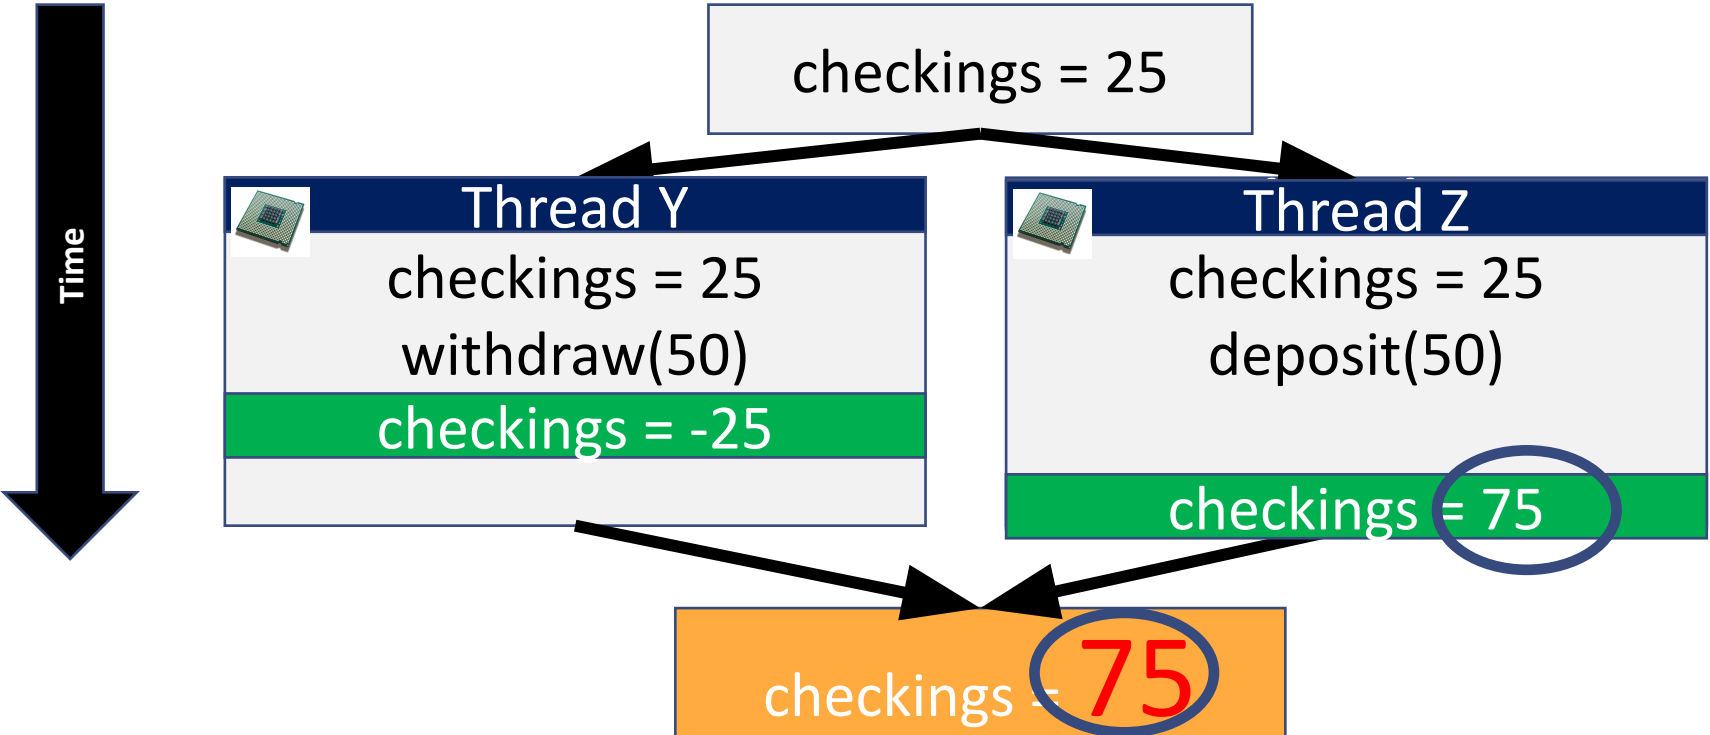 checkings = 25
Time
Thread Y
checkings = 25
withdraw(50)
checkings = -25
Thread Z
checkings = 25
deposit(50)
checkings = 75
checkings = 75